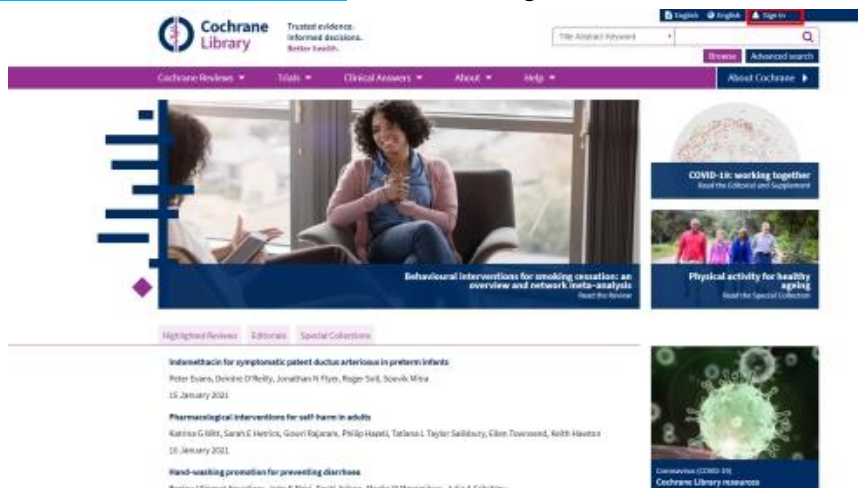 Cochrane
Library
Trusted evidence.
Informed decisions.
Better health.
English
English
Sign In
Title Abstract Keyword
Browse
Advanced search
Cochrane Reviews
Trials
Clinical Answers
About
Help
About Cochrane
COVID-19: working together
Read the Editorial and Supplement
Behavioural interventions for smoking cessation: an
overview and network meta-analysis
Read the Review
Physical activity for healthy
ageing
Read the Special Collection
Highlighted Reviews
Editorials
Special Collections
Indomethacin for symptomatic patent ductus arteriosus in preterm infants
Peter Evans, Deirdre O'Reilly, Jonathan N Flyer, Roger Soll, Souvik Mitra
15 January 2021
Pharmacological interventions for self-harm in adults
Katrina G Witt, Sarah E Hetrick, Gowri Rajaram, Philip Hazell, Tatiana L Taylor Salisbury, Ellen Townsend, Keith Hawton
10 January 2021
Hand-washing promotion for preventing diarrhoea
Coronavirus (COVID-19)
Cochrane Library resources